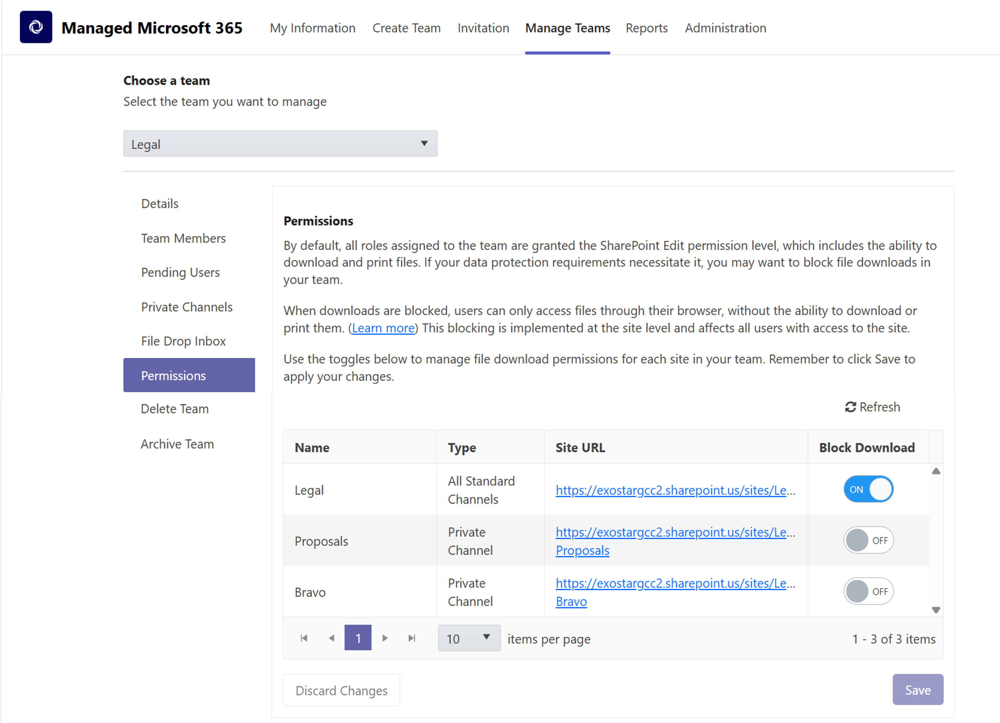 Managed Microsoft 365 My Information Create Team Invitation Manage Teams Reports Administration
Choose a team
Select the team you want to manage
Legal
Details
Team Members
Pending Users
Private Channels
File Drop Inbox
Permissions
Delete Team
Archive Team
Permissions
By default, all roles assigned to the team are granted the SharePoint Edit permission level, which includes the ability to
download and print files. If your data protection requirements necessitate it, you may want to block file downloads in
your team.
When downloads are blocked, users can only access files through their browser, without the ability to download or
print them. (Learn more) This blocking is implemented at the site level and affects all users with access to the site.
Use the toggles below to manage file download permissions for each site in your team. Remember to click Save to
apply your changes.
Refresh
Name Type Site URL Block Download
Legal All Standard https://exostargcc2.sharepoint.us/sites/Le... ON
Channels
Proposals Private https://exostargcc2.sharepoint.us/sites/Le... OFF
Channel Proposals
Bravo Private https://exostargcc2.sharepoint.us/sites/Le... OFF
Channel Bravo
1 10 items per page 1 - 3 of 3 items
Discard Changes Save